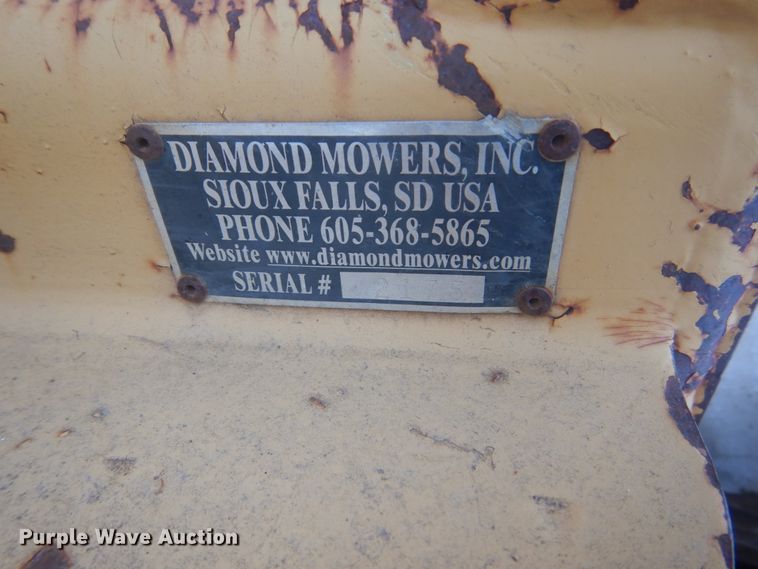 DIAMOND MOWERS, INC.
SIOUX FALLS, SD USA
PHONE 605-368-5865
Website www.diamondmowers.com
SERIAL #
Purple Wave Auction